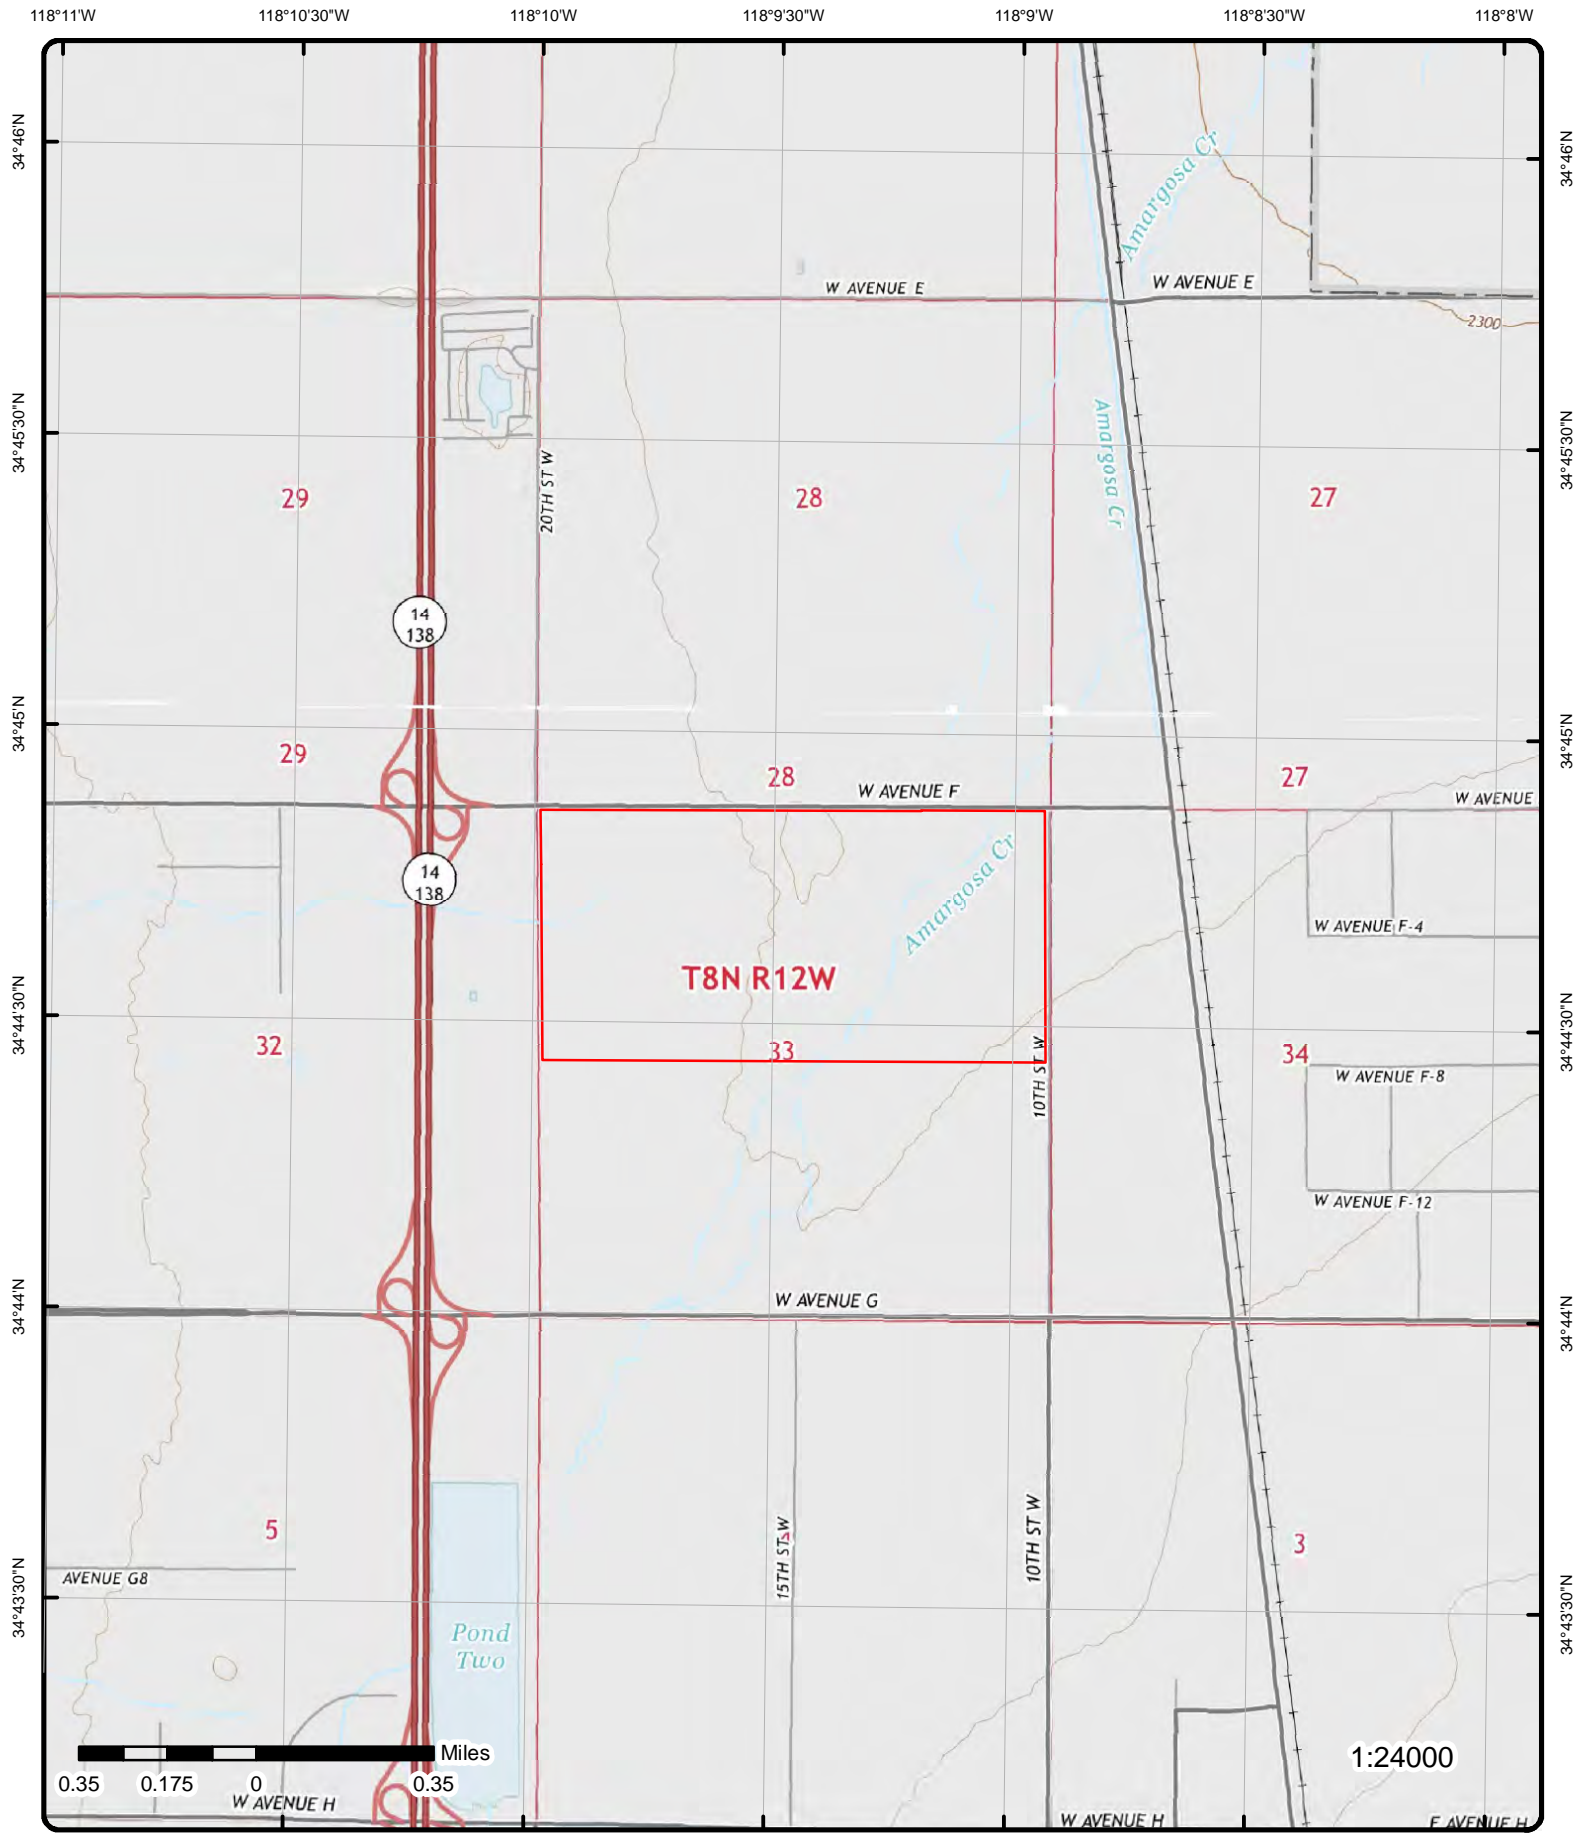 118°11'W
118°10'30"W
118°10'W
118°9'30"W
118°9'W
118°8'30"W
118°8'W
34°46'N
34°46'N
Amargosa Cr
W AVENUE E
W AVENUE E
2300
34°45'30"N
34°45'30"N
Amargosa Cr
20TH ST W
29
28
27
14
138
34°45'N
34°45'N
29
28
27
W AVENUE F
W AVENUE
14
138
Amargosa Cr
W AVENUE F-4
T8N R12W
34°44'30"N
34°44'30"N
32
33
34
10TH ST W
W AVENUE F-8
W AVENUE F-12
34°44'N
34°44'N
W AVENUE G
5
15TH ST W
10TH ST W
3
AVENUE G8
34°43'30"N
34°43'30"N
Pond
Two
Miles
0.35
0.175
0
0.35
1:24000
W AVENUE H
W AVENUE H
E AVENUE H